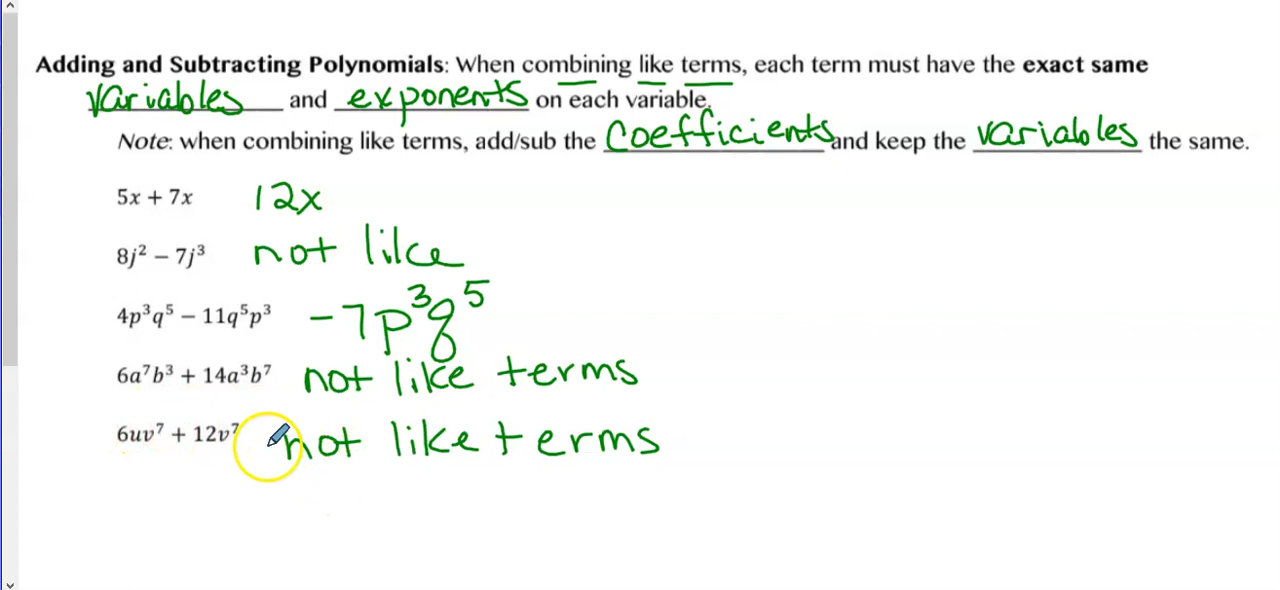 Adding and Subtracting Polynomials: When combining like terms, each term must have the exact same
variables and exponents on each variable.
Note: when combining like terms, add/sub the coefficients and keep the variables the same.
5x + 7x 12x
8j² − 7j³ not like
4p³q⁵ − 11q⁵p³ −7p³q⁵
6a⁷b³ + 14a³b⁷ not like terms
6uv⁷ + 12v⁷ not like terms